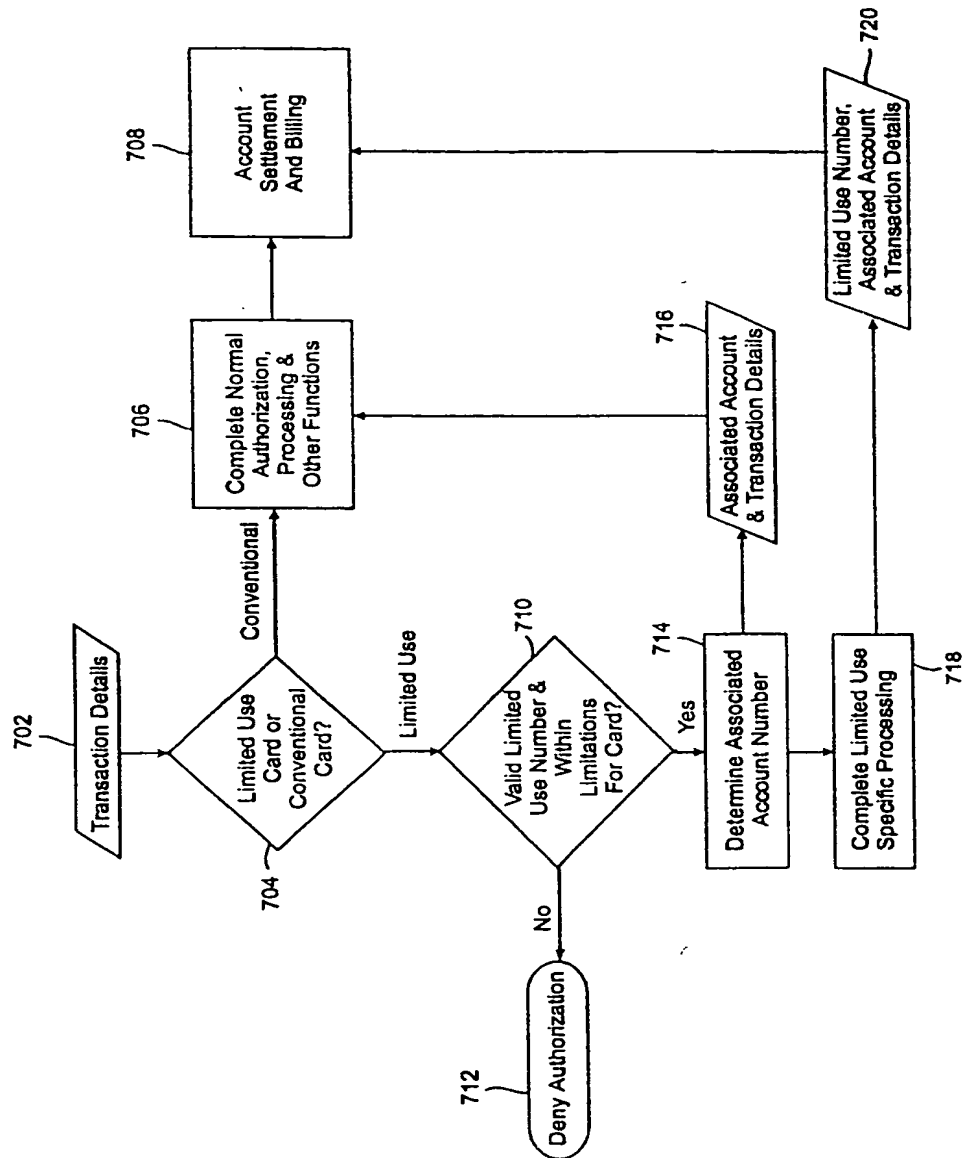 702
Transaction Details
704
Limited Use
Card or
Conventional
Card?
Conventional
706
Complete Normal
Authorization,
Processing &
Other Functions
708
Account
Settlement
And Billing
Limited Use
710
Valid Limited
Use Number &
Within
Limitations
For Card?
No
712
Deny Authorization
Yes
714
Determine Associated
Account Number
716
Associated Account
& Transaction Details
718
Complete Limited Use
Specific Processing
720
Limited Use Number,
Associated Account
& Transaction Details